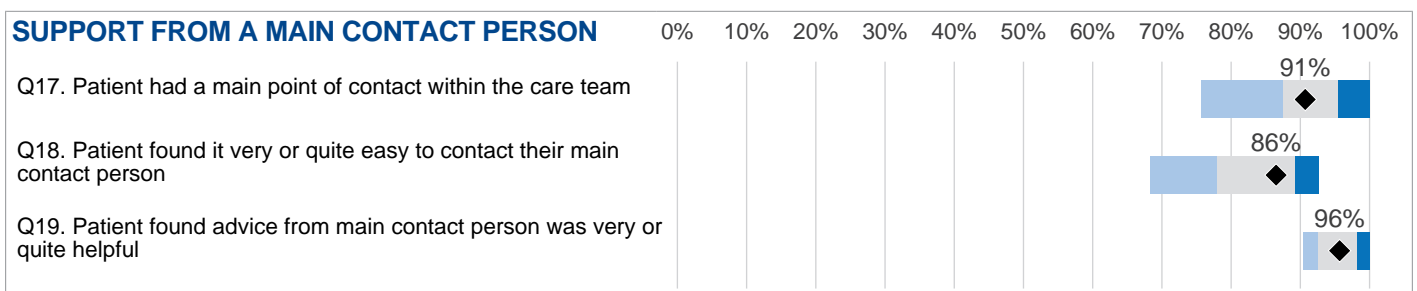 SUPPORT FROM A MAIN CONTACT PERSON 0% 10% 20% 30% 40% 50% 60% 70% 80% 90% 100%
91%
Q17. Patient had a main point of contact within the care team
86%
Q18. Patient found it very or quite easy to contact their main
contact person
96%
Q19. Patient found advice from main contact person was very or
quite helpful